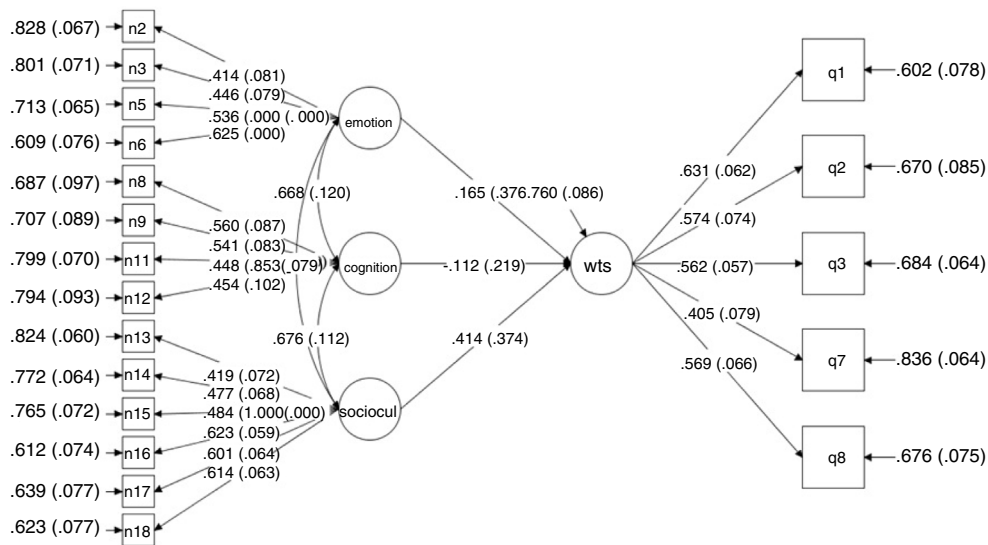 .828 (.067) n2
.801 (.071) n3
.713 (.065) n5
.609 (.076) n6
.687 (.097) n8
.707 (.089) n9
.799 (.070) n11
.794 (.093) n12
.824 (.060) n13
.772 (.064) n14
.765 (.072) n15
.612 (.074) n16
.639 (.077) n17
.623 (.077) n18
.414 (.081)
.446 (.079)
.536 (.000 (. 000)
.625 (.000)
.560 (.087)
.541 (.083)
.448 (.853(.079)
.454 (.102)
.419 (.072)
.477 (.068)
.484 (1.000(.000)
.623 (.059)
.601 (.064)
.614 (.063)
emotion
.668 (.120)
cognition
.676 (.112)
sociocul
.165 (.376.760 (.086)
-.112 (.219)
.414 (.374)
wts
.631 (.062)
.574 (.074)
.562 (.057)
.405 (.079)
.569 (.066)
q1 .602 (.078)
q2 .670 (.085)
q3 .684 (.064)
q7 .836 (.064)
q8 .676 (.075)